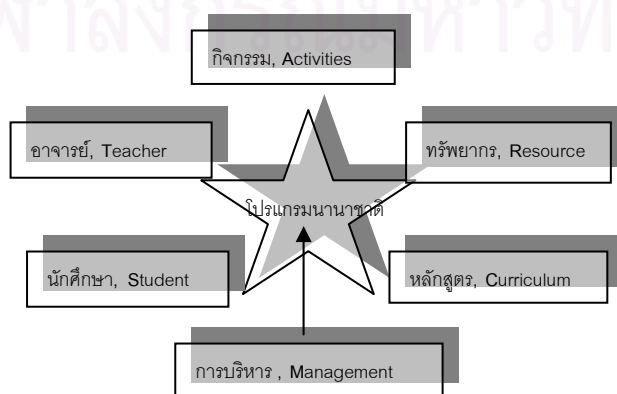 กิจกรรม, Activities
อาจารย์, Teacher
ทรัพยากร, Resource
โปรแกรมนานาชาติ
นักศึกษา, Student
หลักสูตร, Curriculum
การบริหาร , Management